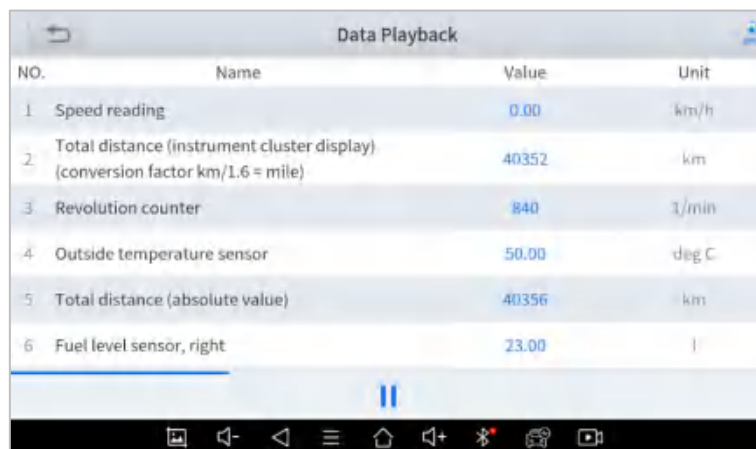 Data Playback
NO. Name Value Unit
1 Speed reading 0.00 km/h
Total distance (instrument cluster display)
2 40352 km
(conversion factor km/1.6 = mile)
3 Revolution counter 840 1/min
4 Outside temperature sensor 50.00 deg C
5 Total distance (absolute value) 40356 km
6 Fuel level sensor, right 23.00 l